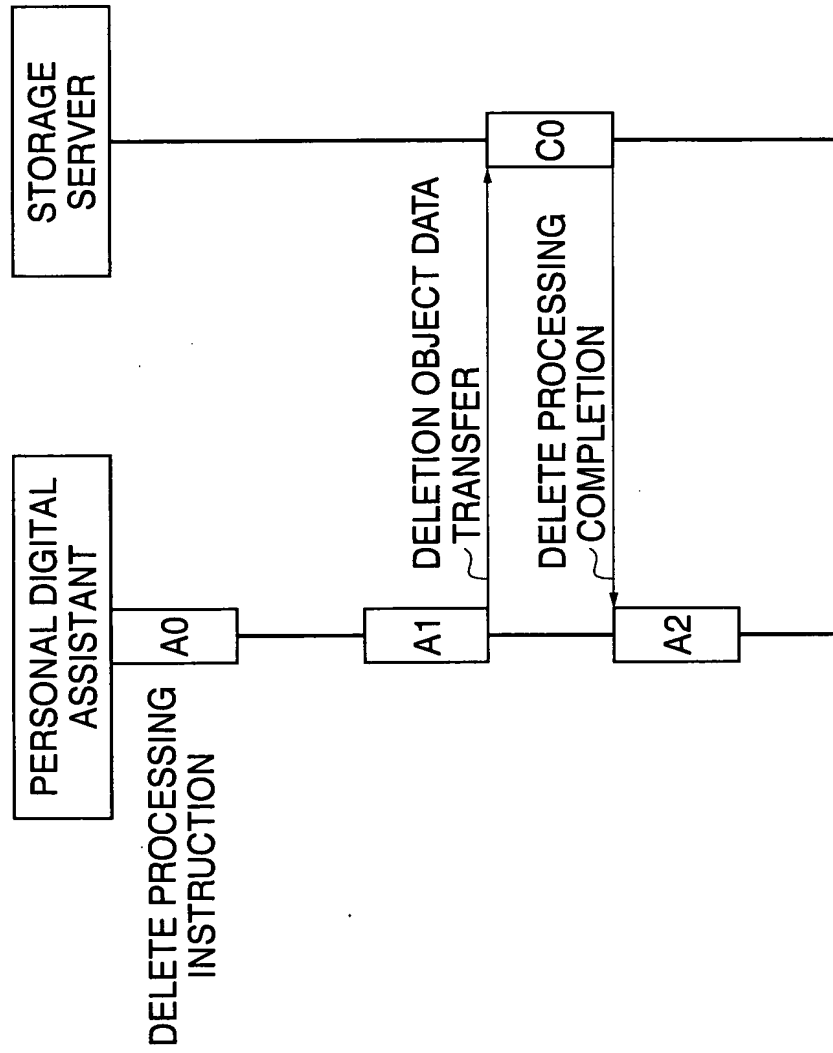 PERSONAL DIGITAL
ASSISTANT
STORAGE
SERVER
DELETE PROCESSING
INSTRUCTION
A0
A1
DELETION OBJECT DATA
TRANSFER
C0
DELETE PROCESSING
COMPLETION
A2